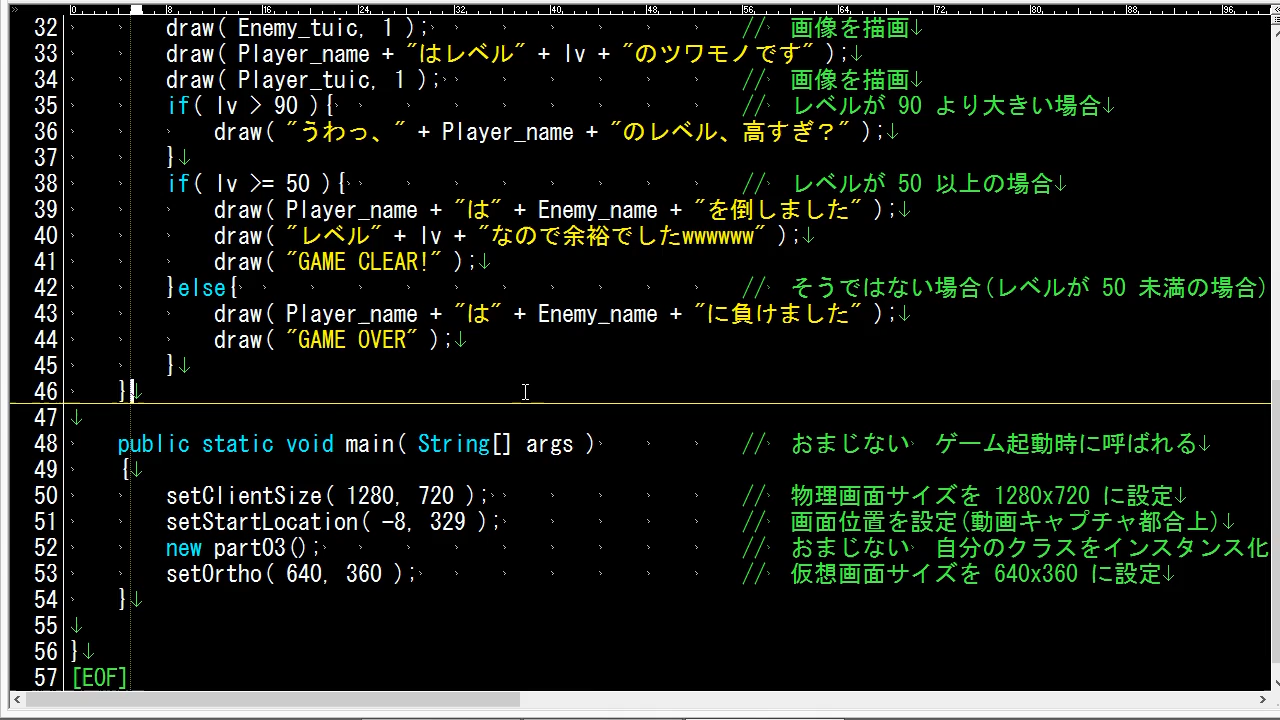 0 8 16 24 32 40 48 56 64 72 80 88 96
32 draw( Enemy_tuic, 1 ); // 画像を描画↓
33 draw( Player_name + "はレベル" + lv + "のツワモノです" );↓
34 draw( Player_tuic, 1 ); // 画像を描画↓
35 if( lv > 90 ){ // レベルが 90 より大きい場合↓
36 draw( "うわっ、" + Player_name + "のレベル、高すぎ？" );↓
37 }↓
38 if( lv >= 50 ){ // レベルが 50 以上の場合↓
39 draw( Player_name + "は" + Enemy_name + "を倒しました" );↓
40 draw( "レベル" + lv + "なので余裕でしたwwwwww" );↓
41 draw( "GAME CLEAR!" );↓
42 }else{ // そうではない場合(レベルが 50 未満の場合)
43 draw( Player_name + "は" + Enemy_name + "に負けました" );↓
44 draw( "GAME OVER" );↓
45 }↓
46 }↓
47 ↓
48 public static void main( String[] args ) // おまじない ゲーム起動時に呼ばれる↓
49 {↓
50 setClientSize( 1280, 720 ); // 物理画面サイズを 1280x720 に設定↓
51 setStartLocation( -8, 329 ); // 画面位置を設定(動画キャプチャ都合上)↓
52 new part03(); // おまじない 自分のクラスをインスタンス化
53 setOrtho( 640, 360 ); // 仮想画面サイズを 640x360 に設定↓
54 }↓
55 ↓
56 }↓
57 [EOF]